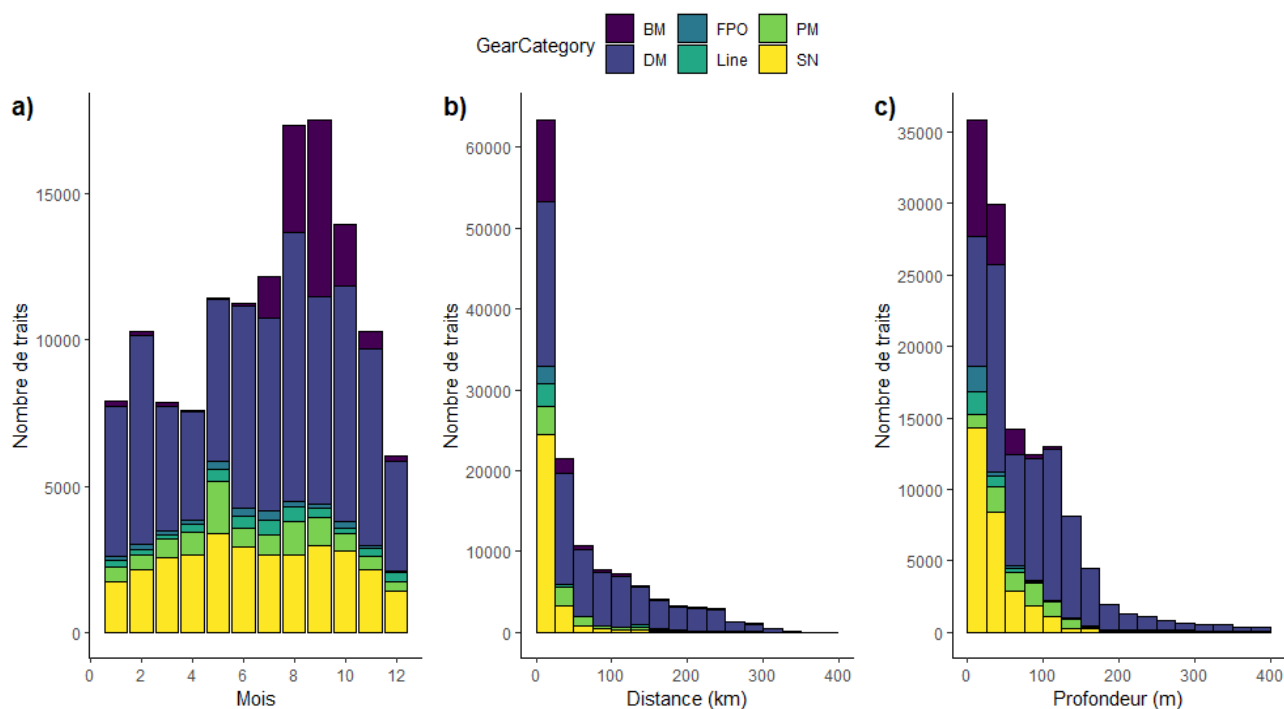 GearCategory
BM
FPO
PM
DM
Line
SN
a)
Nombre de traits
15000
10000
5000
0
0 2 4 6 8 10 12
Mois
b)
Nombre de traits
60000
50000
40000
30000
20000
10000
0
0 100 200 300 400
Distance (km)
c)
Nombre de traits
35000
30000
25000
20000
15000
10000
5000
0
0 100 200 300 400
Profondeur (m)